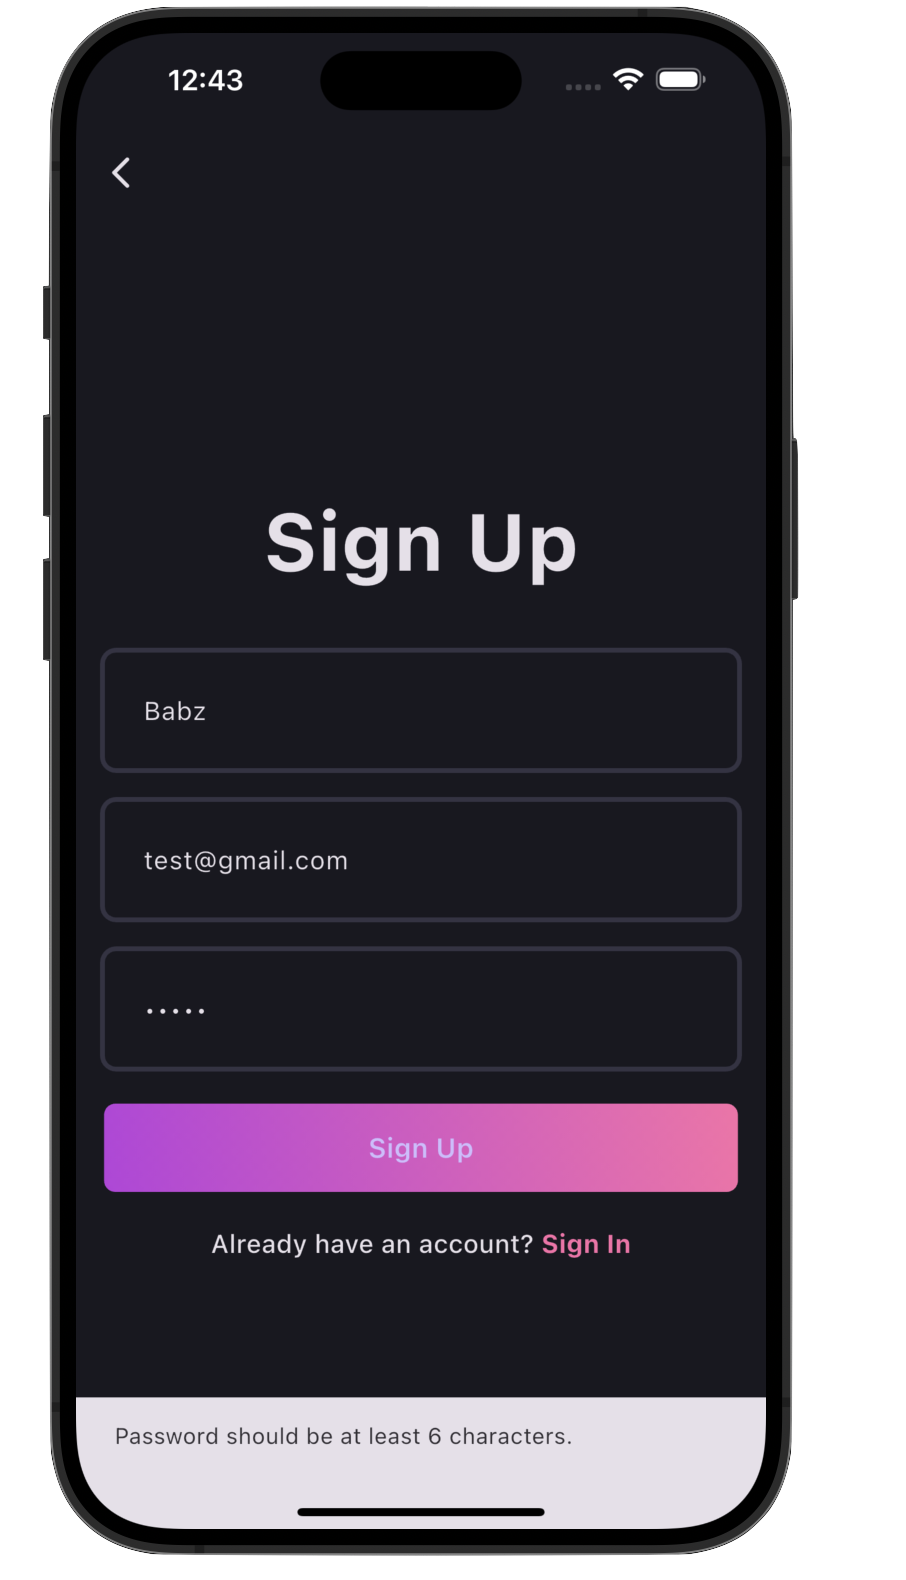 12:43
Sign Up
Babz
test@gmail.com
•••••
Sign Up
Already have an account? Sign In
Password should be at least 6 characters.